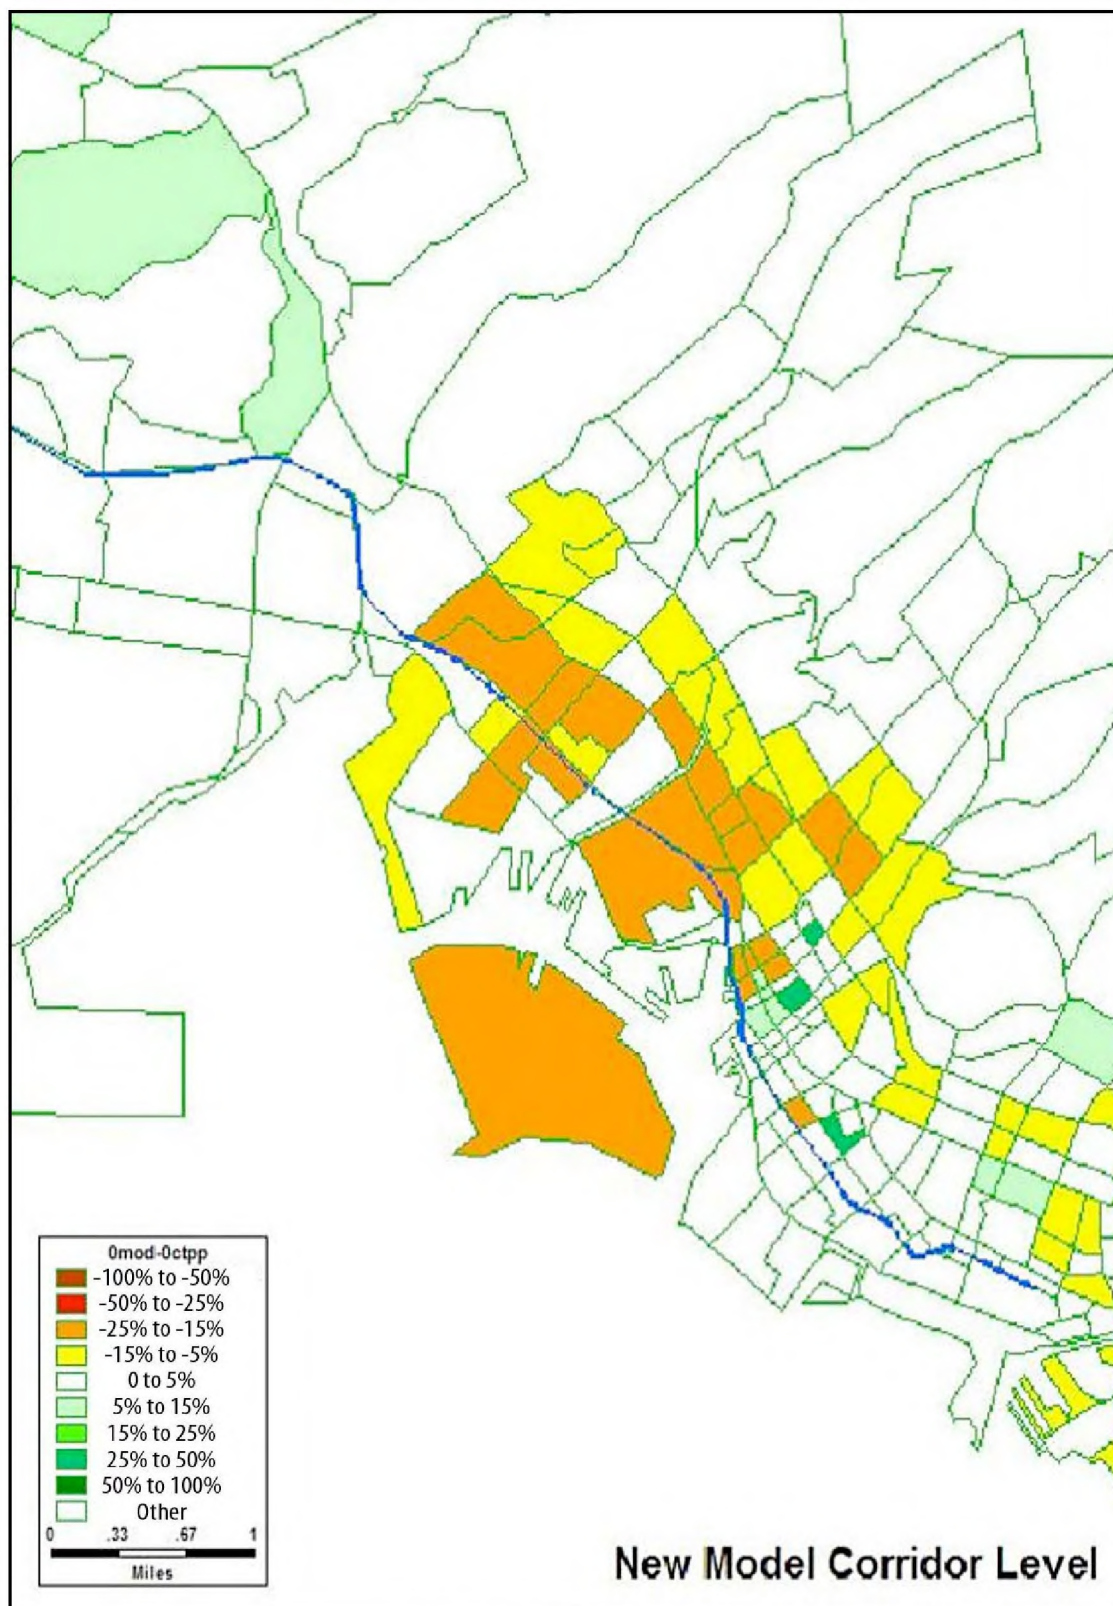 0mod-0ctpp
-100% to -50%
-50% to -25%
-25% to -15%
-15% to -5%
0 to 5%
5% to 15%
15% to 25%
25% to 50%
50% to 100%
Other
0 .33 .67 1
Miles
New Model Corridor Level